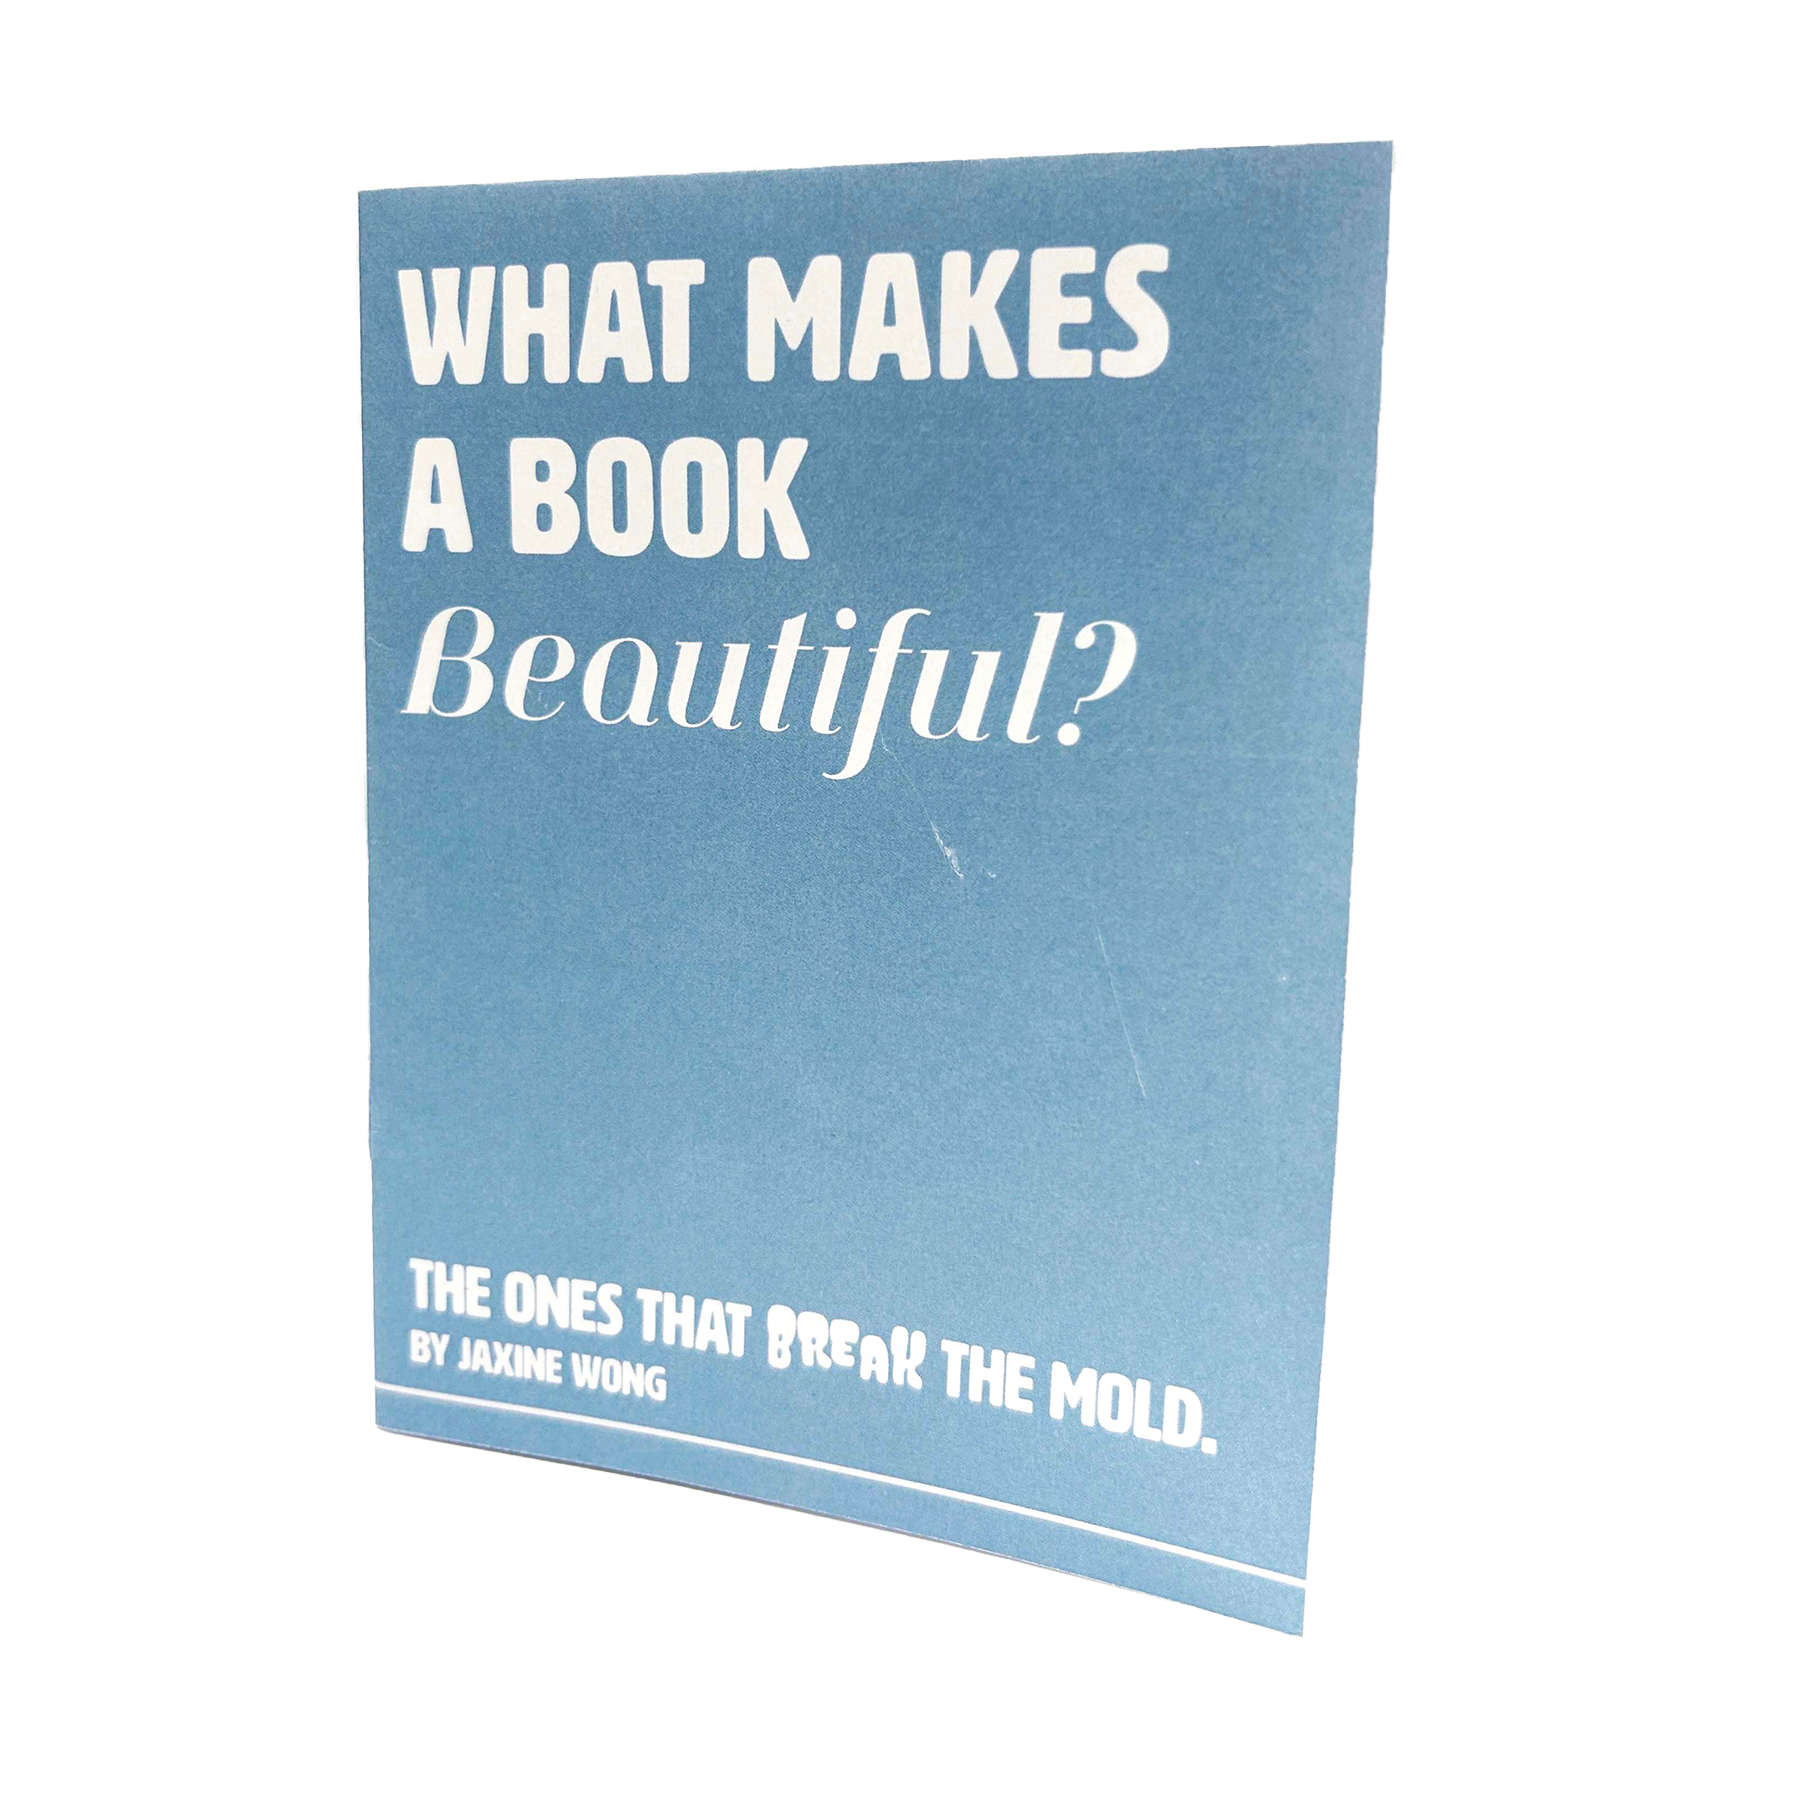 WHAT MAKES
A BOOK
Beautiful?
THE ONES THAT BREAK THE MOLD.
BY JAXINE WONG